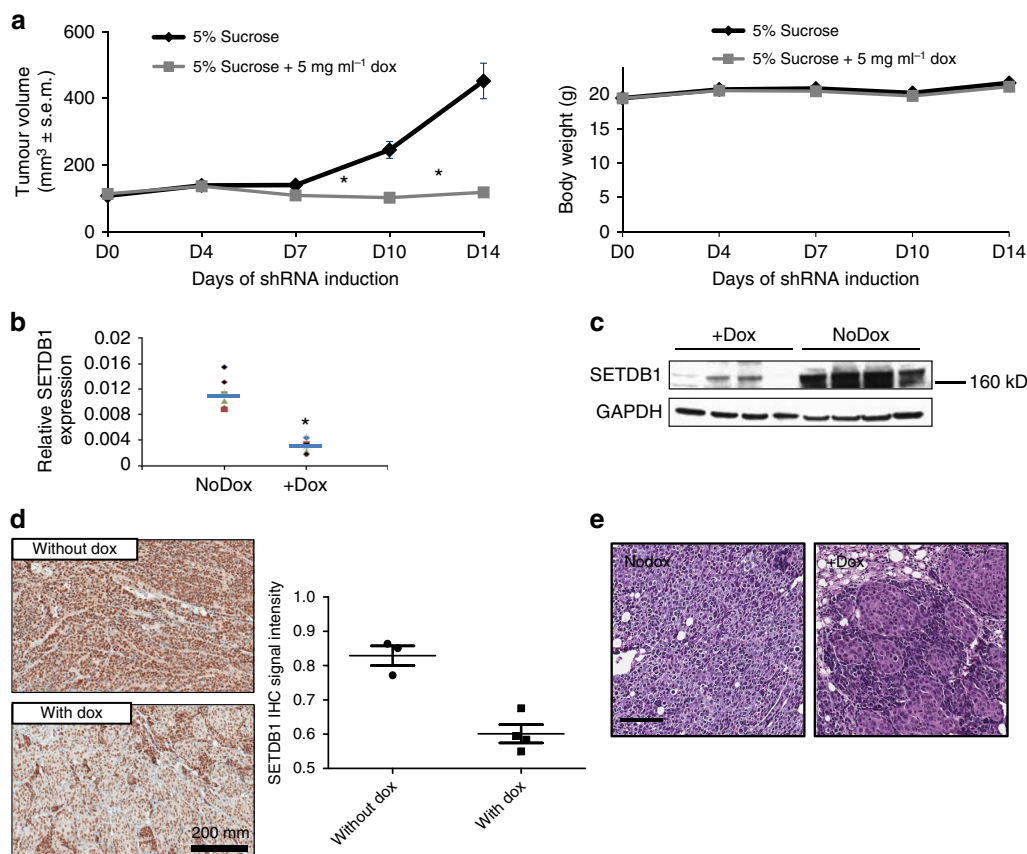 a
600
400
200
0
Tumour volume
(mm³ ± s.e.m.)
5% Sucrose
5% Sucrose + 5 mg ml⁻¹ dox
*
*
D0 D4 D7 D10 D14
Days of shRNA induction
25
20
15
10
5
0
Body weight (g)
5% Sucrose
5% Sucrose + 5 mg ml⁻¹ dox
D0 D4 D7 D10 D14
Days of shRNA induction
b
0.02
0.016
0.012
0.008
0.004
0
Relative SETDB1
expression
*
NoDox +Dox
c
+Dox NoDox
SETDB1
160 kD
GAPDH
d
Without dox
With dox
200 mm
1.0
0.9
0.8
0.7
0.6
0.5
SETDB1 IHC signal intensity
Without dox
With dox
e
Nodox
+Dox